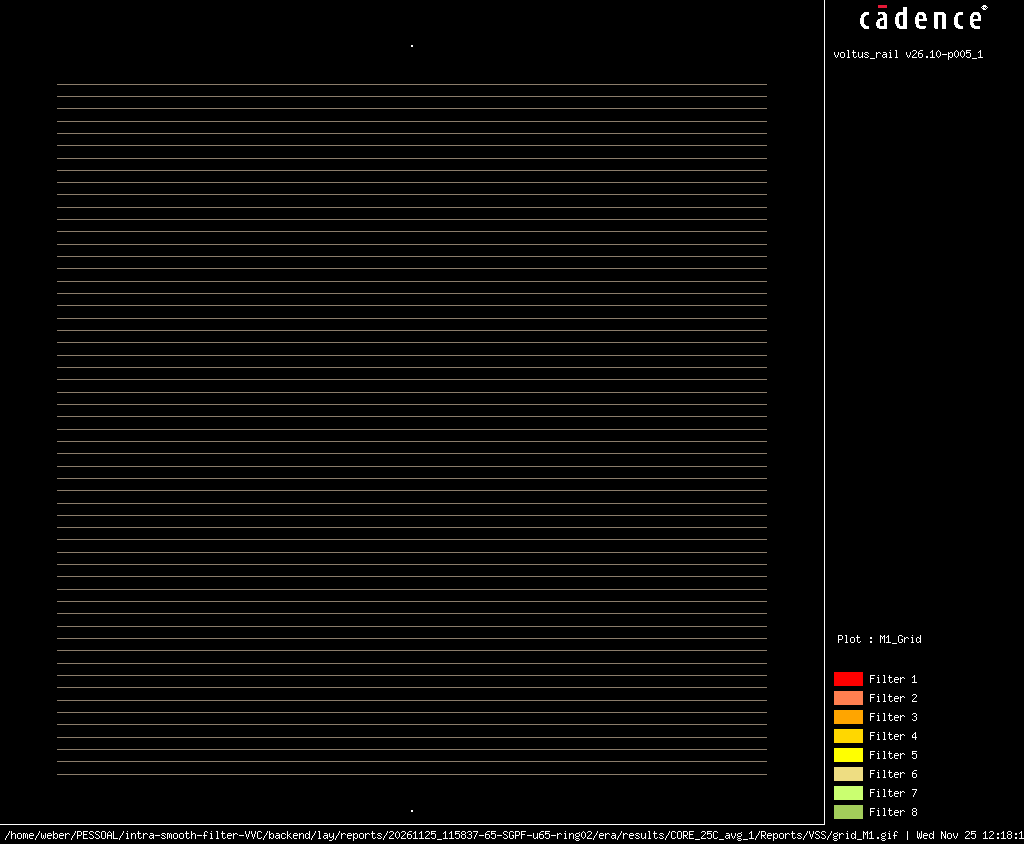 cādence®
voltus_rail v26.10-p005_1
Plot : M1_Grid
Filter 1
Filter 2
Filter 3
Filter 4
Filter 5
Filter 6
Filter 7
Filter 8
/home/weber/PESSOAL/intra-smooth-filter-VVC/backend/lay/reports/20261125_115837-65-SGPF-u65-ring02/era/results/CORE_25C_avg_1/Reports/VSS/grid_M1.gif | Wed Nov 25 12:18:1